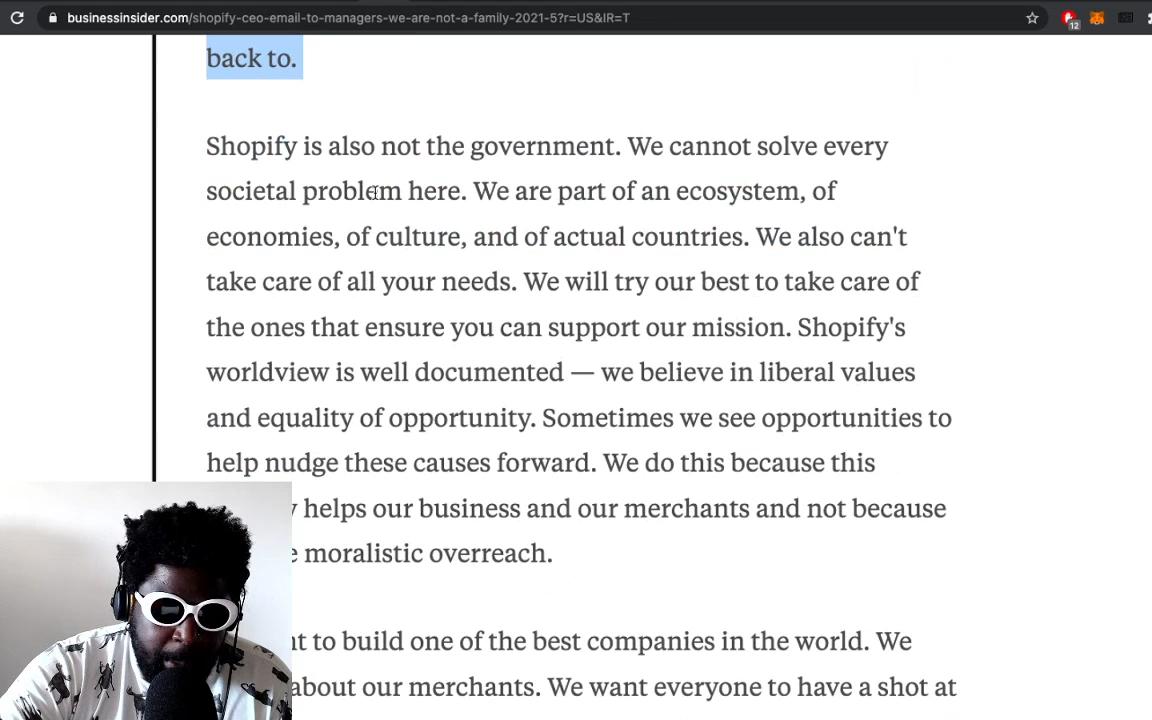 businessinsider.com/shopify-ceo-email-to-managers-we-are-not-a-family-2021-5?r=US&IR=T
12
back to.
Shopify is also not the government. We cannot solve every
societal problem here. We are part of an ecosystem, of
economies, of culture, and of actual countries. We also can't
take care of all your needs. We will try our best to take care of
the ones that ensure you can support our mission. Shopify's
worldview is well documented — we believe in liberal values
and equality of opportunity. Sometimes we see opportunities to
help nudge these causes forward. We do this because this
helps our business and our merchants and not because
moralistic overreach.
to build one of the best companies in the world. We
about our merchants. We want everyone to have a shot at